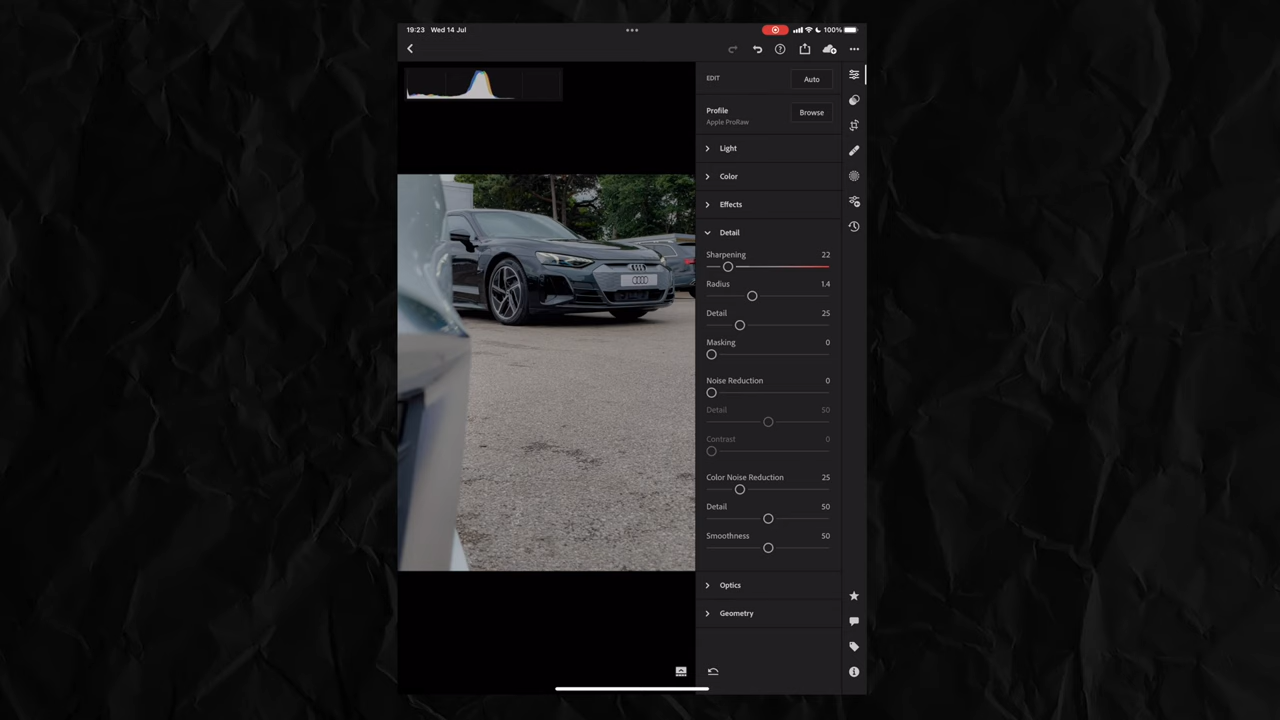 19:23 Wed 14 Jul
100%
EDIT
Auto
Profile
Apple ProRaw
Browse
Light
Color
Effects
Detail
Sharpening 22
Radius 1.4
Detail 25
Masking 0
Noise Reduction 0
Detail 50
Contrast 0
Color Noise Reduction 25
Detail 50
Smoothness 50
Optics
Geometry